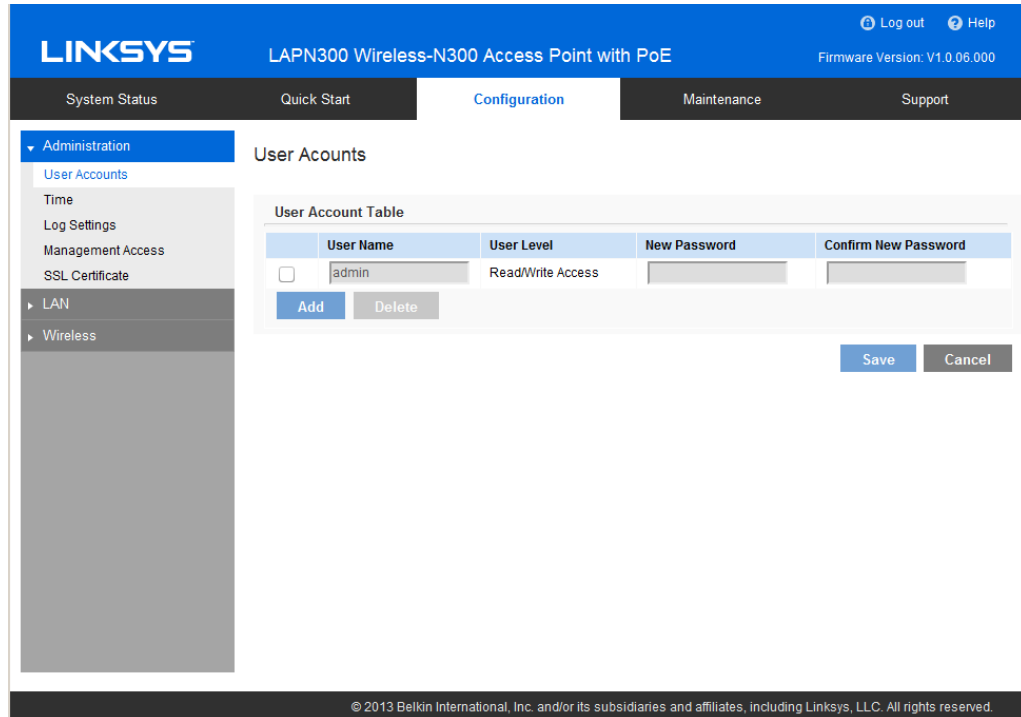 Log out Help
LINKSYS LAPN300 Wireless-N300 Access Point with PoE Firmware Version: V1.0.06.000
System Status Quick Start Configuration Maintenance Support
Administration
User Accounts
Time
Log Settings
Management Access
SSL Certificate
LAN
Wireless
User Acounts
User Account Table
User Name User Level New Password Confirm New Password
admin Read/Write Access
Add Delete
Save Cancel
© 2013 Belkin International, Inc. and/or its subsidiaries and affiliates, including Linksys, LLC. All rights reserved.